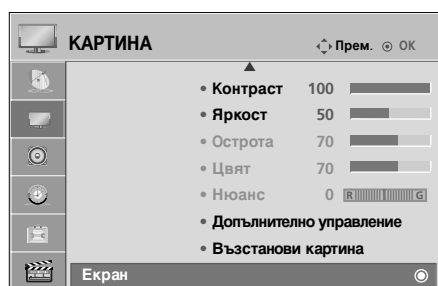 КАРТИНА Прем. OK
• Контраст 100
• Яркост 50
• Острота 70
• Цвят 70
• Нюанс 0 R G
• Допълнително управление
• Възстанови картина
Екран